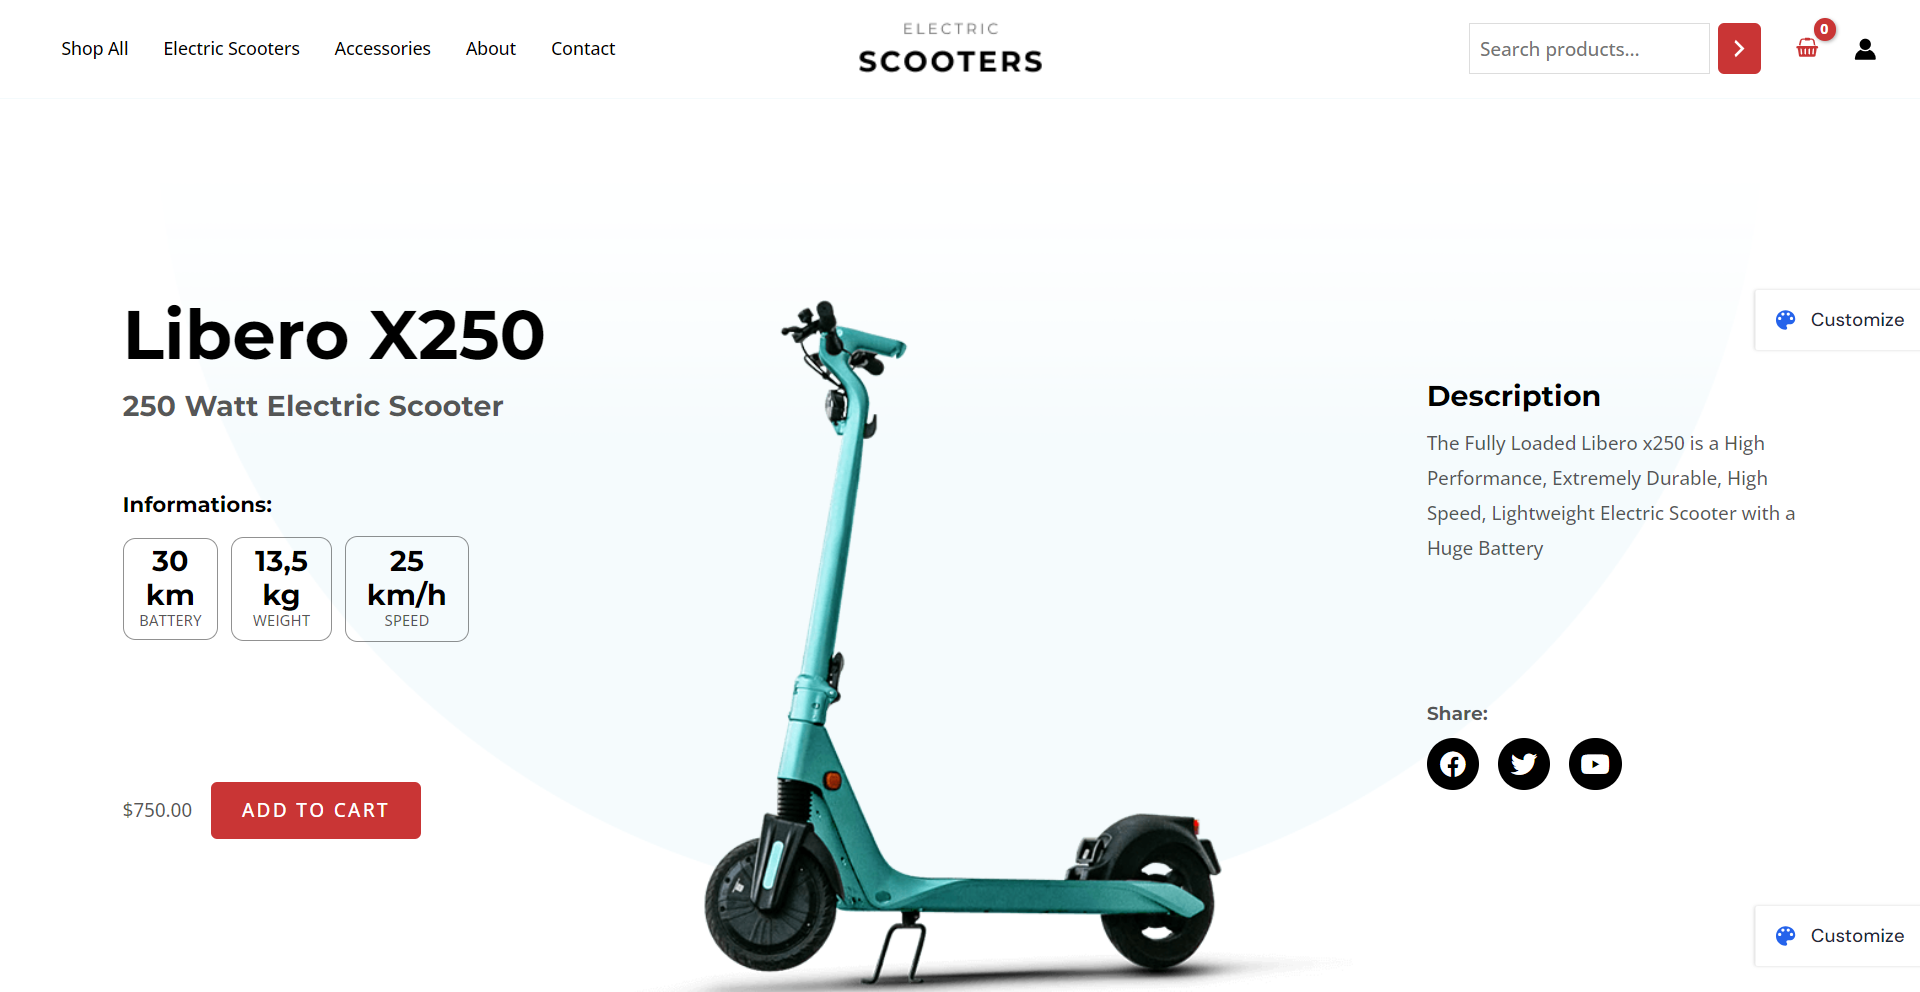 Shop All
Electric Scooters
Accessories
About
Contact
ELECTRIC
SCOOTERS
Search products...
0
Libero X250
250 Watt Electric Scooter
Informations:
30
km
BATTERY
13,5
kg
WEIGHT
25
km/h
SPEED
$750.00
ADD TO CART
Customize
Description
The Fully Loaded Libero x250 is a High
Performance, Extremely Durable, High
Speed, Lightweight Electric Scooter with a
Huge Battery
Share:
Customize